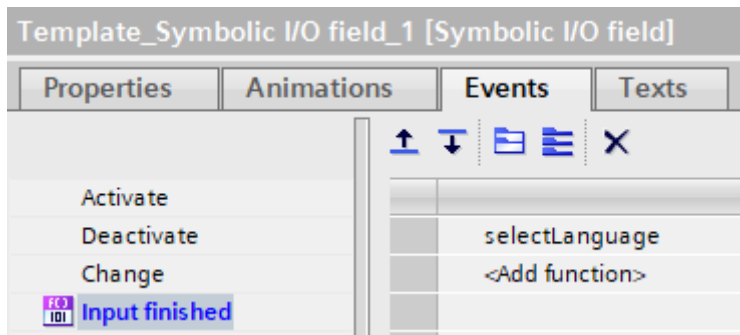 Template_Symbolic I/O field_1 [Symbolic I/O field]
Properties Animations Events Texts
Activate
Deactivate selectLanguage
Change <Add function>
Input finished